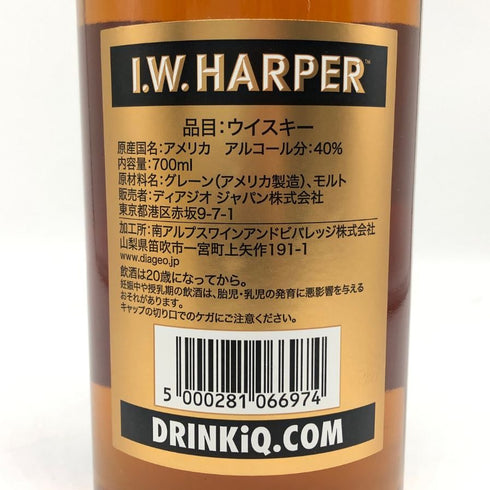 I.W. HARPER™
品目：ウイスキー
原産国名：アメリカ　アルコール分：40%
内容量：700ml
原材料名：グレーン（アメリカ製造）、モルト
販売者名：ディアジオ ジャパン株式会社
東京都港区赤坂9-7-1
加工所：南アルプスワインアンドビバレッジ株式会社
山梨県笛吹市一宮町上矢作191-1
www.diageo.jp
飲酒は20歳になってから。
妊娠中や授乳期の飲酒は、胎児・乳児の発育に悪影響を与える
おそれがあります。
キャップの切り口でのケガにご注意ください。
5 000281 066974
DRINKiQ.COM